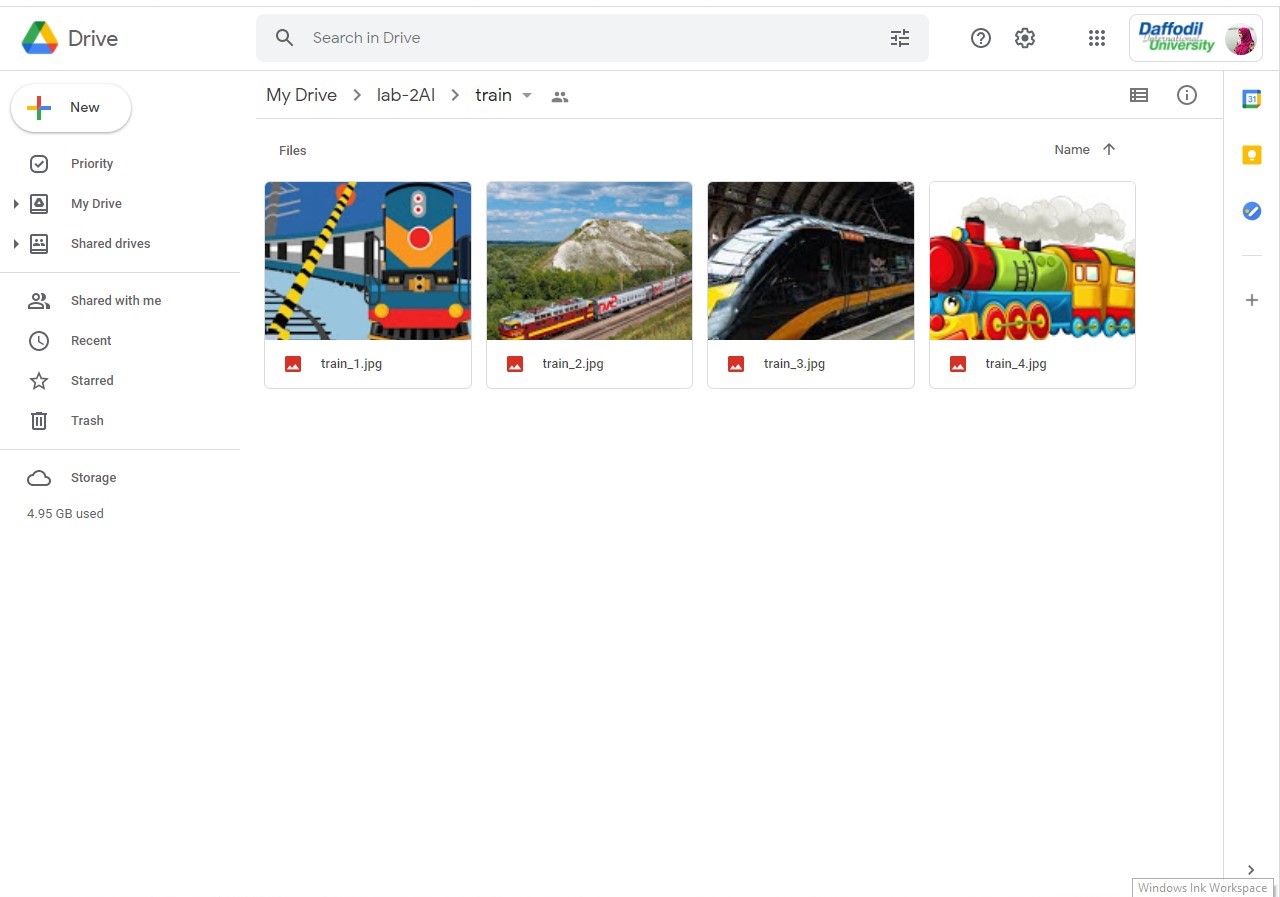 Drive
Search in Drive
Daffodil
International
University
New
My Drive
lab-2AI
train
31
Priority
My Drive
Shared drives
Shared with me
Recent
Starred
Trash
Storage
4.95 GB used
Files
Name
train_1.jpg
train_2.jpg
train_3.jpg
train_4.jpg
Windows Ink Workspace